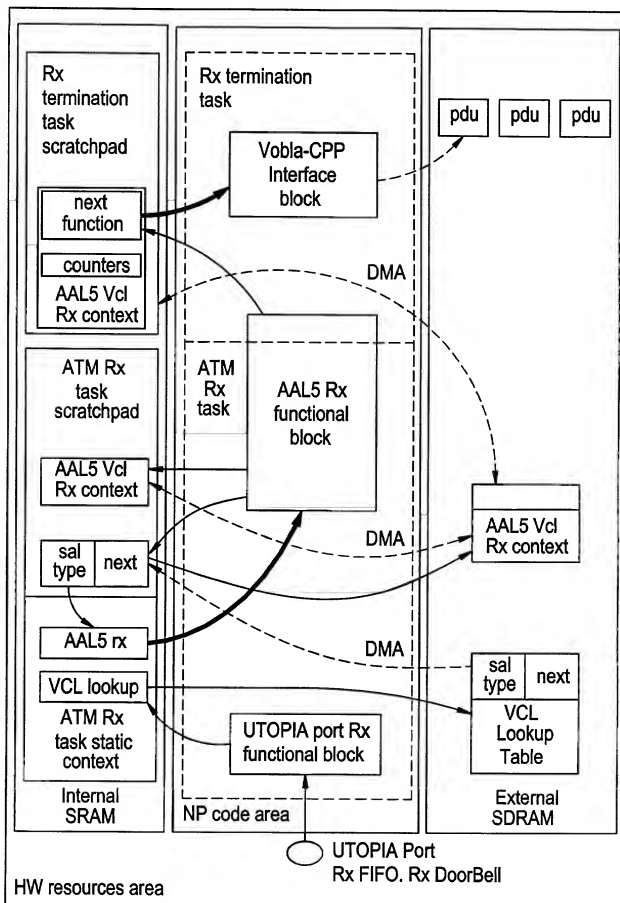 Rx
termination
task
scratchpad
next
function
counters
AAL5 Vcl
Rx context
ATM Rx
task
scratchpad
AAL5 Vcl
Rx context
sal
type
next
AAL5 rx
VCL lookup
ATM Rx
task static
context
Internal
SRAM
Rx termination
task
Vobla-CPP
Interface
block
ATM
Rx
task
AAL5 Rx
functional
block
DMA
DMA
DMA
UTOPIA port Rx
functional block
NP code area
pdu
pdu
pdu
AAL5 Vcl
Rx context
sal
type
next
VCL
Lookup
Table
External
SDRAM
UTOPIA Port
Rx FIFO. Rx DoorBell
HW resources area